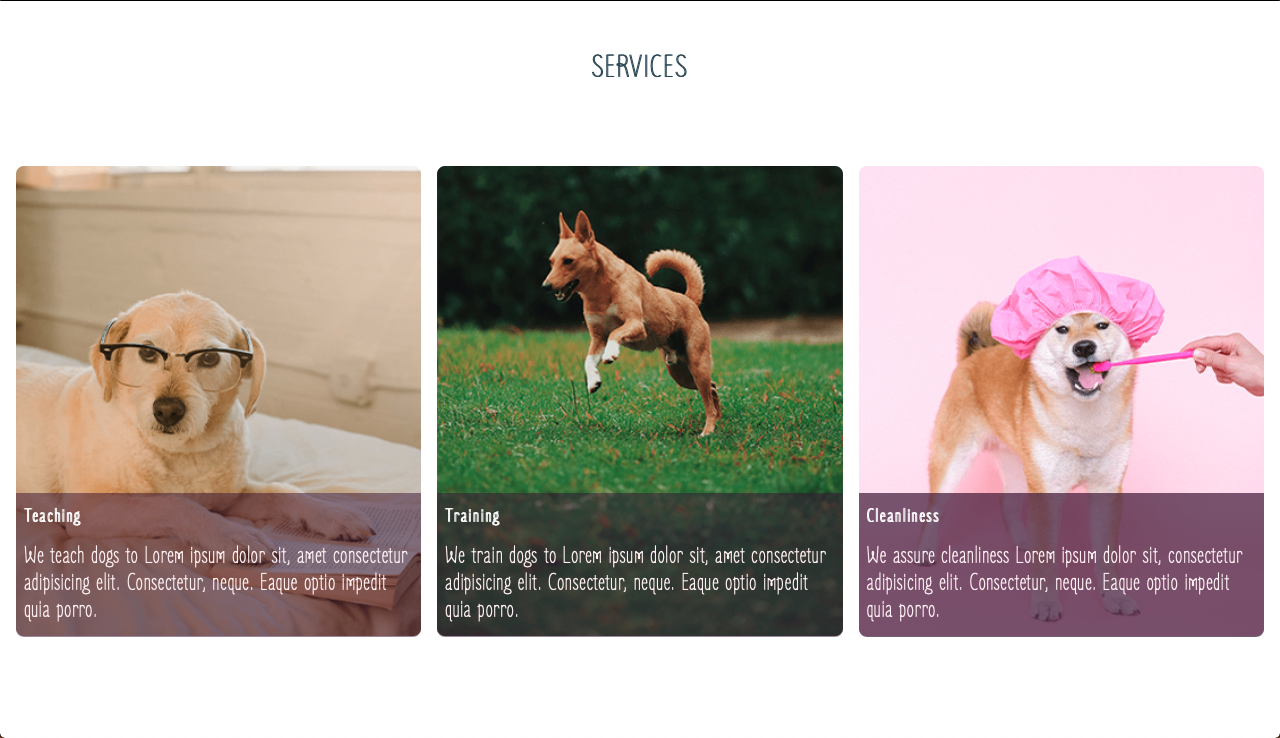 SERVICES
Teaching
We teach dogs to Lorem ipsum dolor sit, amet consectetur
adipisicing elit. Consectetur, neque. Eaque optio impedit
quia porro.
Training
We train dogs to Lorem ipsum dolor sit, amet consectetur
adipisicing elit. Consectetur, neque. Eaque optio impedit
quia porro.
Cleanliness
We assure cleanliness Lorem ipsum dolor sit, consectetur
adipisicing elit. Consectetur, neque. Eaque optio impedit
quia porro.